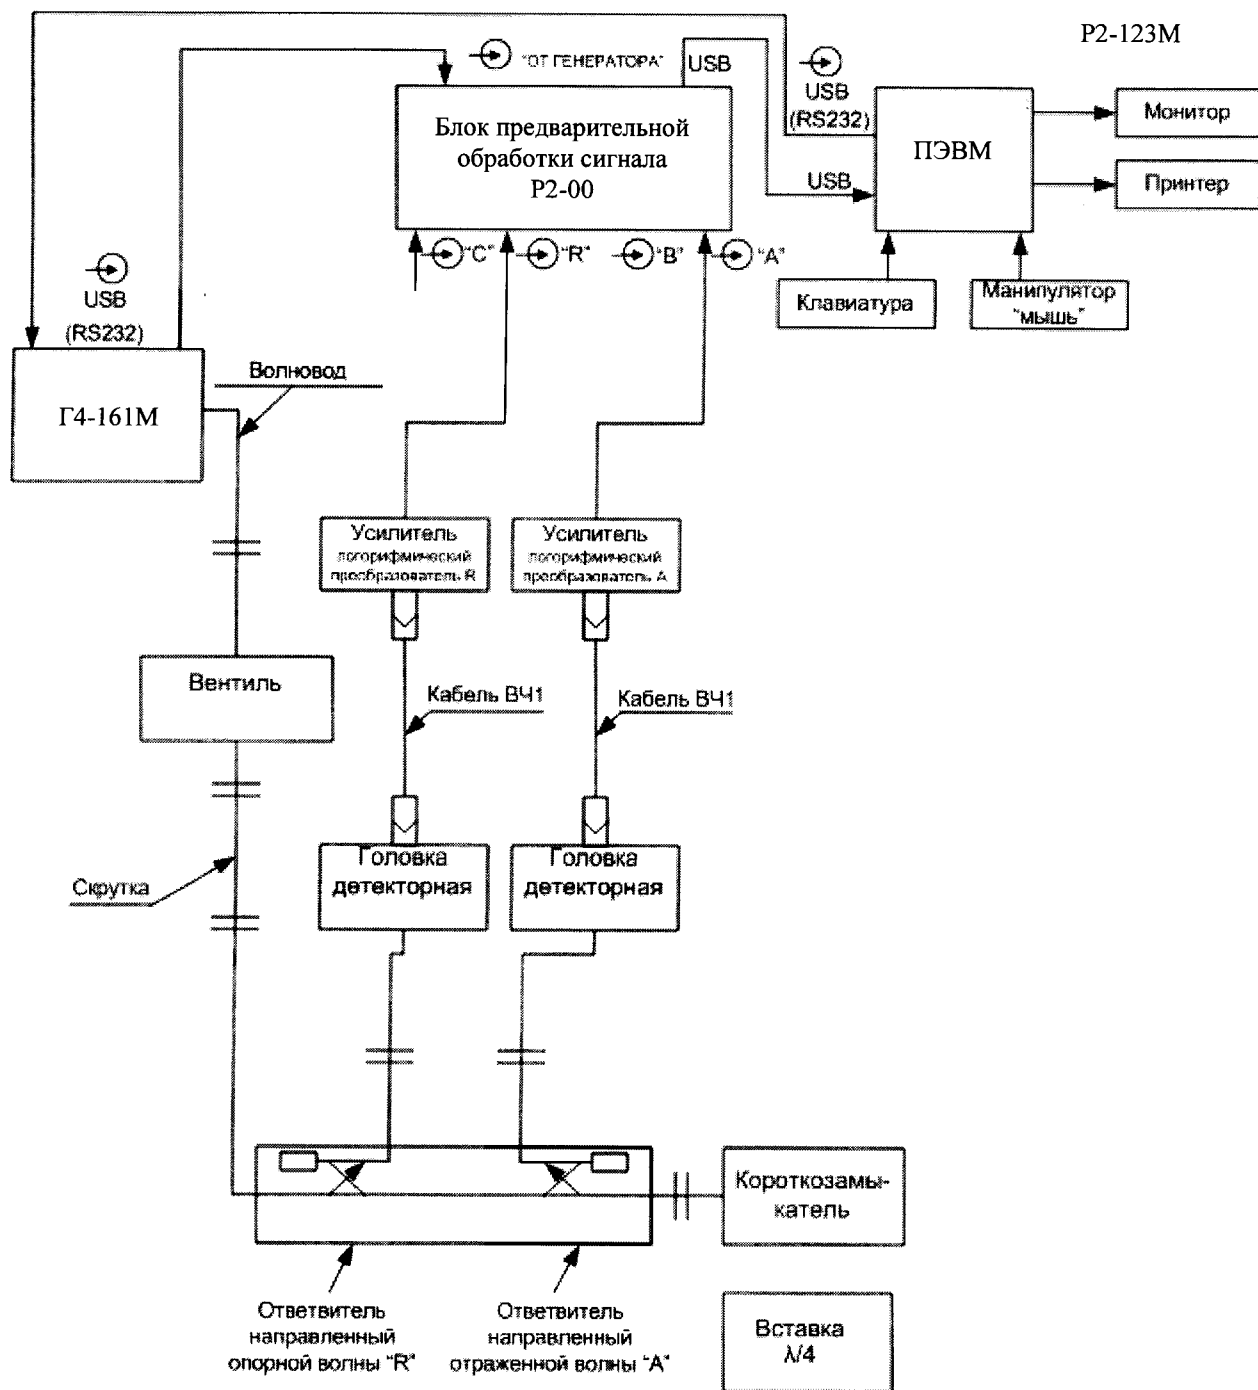 Р2-123М
"ОТ ГЕНЕРАТОРА"
USB
USB
(RS232)
Блок предварительной
обработки сигнала
Р2-00
ПЭВМ
Монитор
Принтер
USB
"C"
"R"
"B"
"A"
Клавиатура
Манипулятор
"мышь"
USB
(RS232)
Г4-161М
Волновод
Усилитель
логорифмический
преобразователь R
Усилитель
логорифмический
преобразователь A
Вентиль
Кабель ВЧ1
Кабель ВЧ1
Скрутка
Головка
детекторная
Головка
детекторная
Короткозамы-
катель
Ответвитель
направленный
опорной волны "R"
Ответвитель
направленный
отраженной волны "A"
Вставка
λ/4